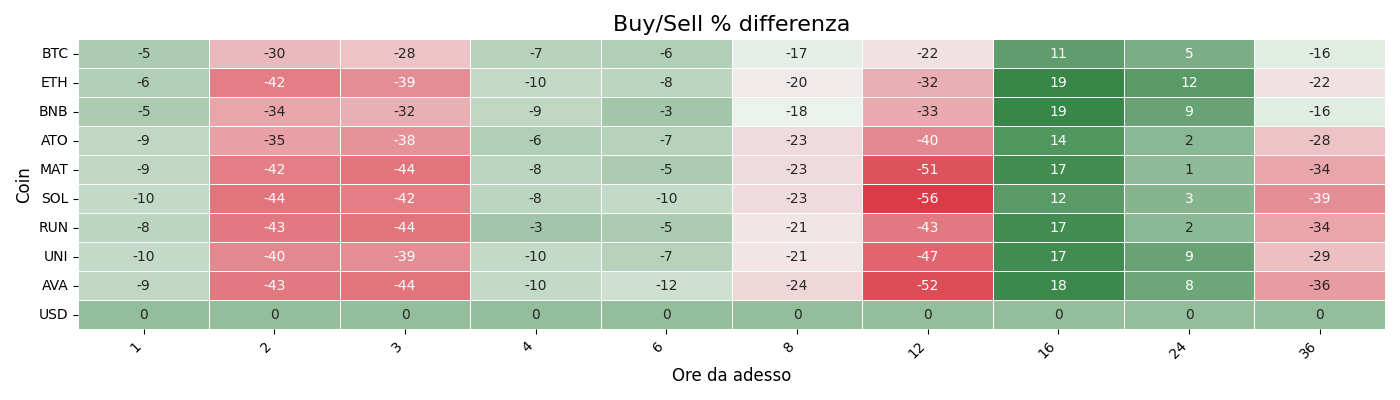 Buy/Sell % differenza
Coin
BTC -5 -30 -28 -7 -6 -17 -22 11 5 -16
ETH -6 -42 -39 -10 -8 -20 -32 19 12 -22
BNB -5 -34 -32 -9 -3 -18 -33 19 9 -16
ATO -9 -35 -38 -6 -7 -23 -40 14 2 -28
MAT -9 -42 -44 -8 -5 -23 -51 17 1 -34
SOL -10 -44 -42 -8 -10 -23 -56 12 3 -39
RUN -8 -43 -44 -3 -5 -21 -43 17 2 -34
UNI -10 -40 -39 -10 -7 -21 -47 17 9 -29
AVA -9 -43 -44 -10 -12 -24 -52 18 8 -36
USD 0 0 0 0 0 0 0 0 0 0
1 2 3 4 6 8 12 16 24 36
Ore da adesso